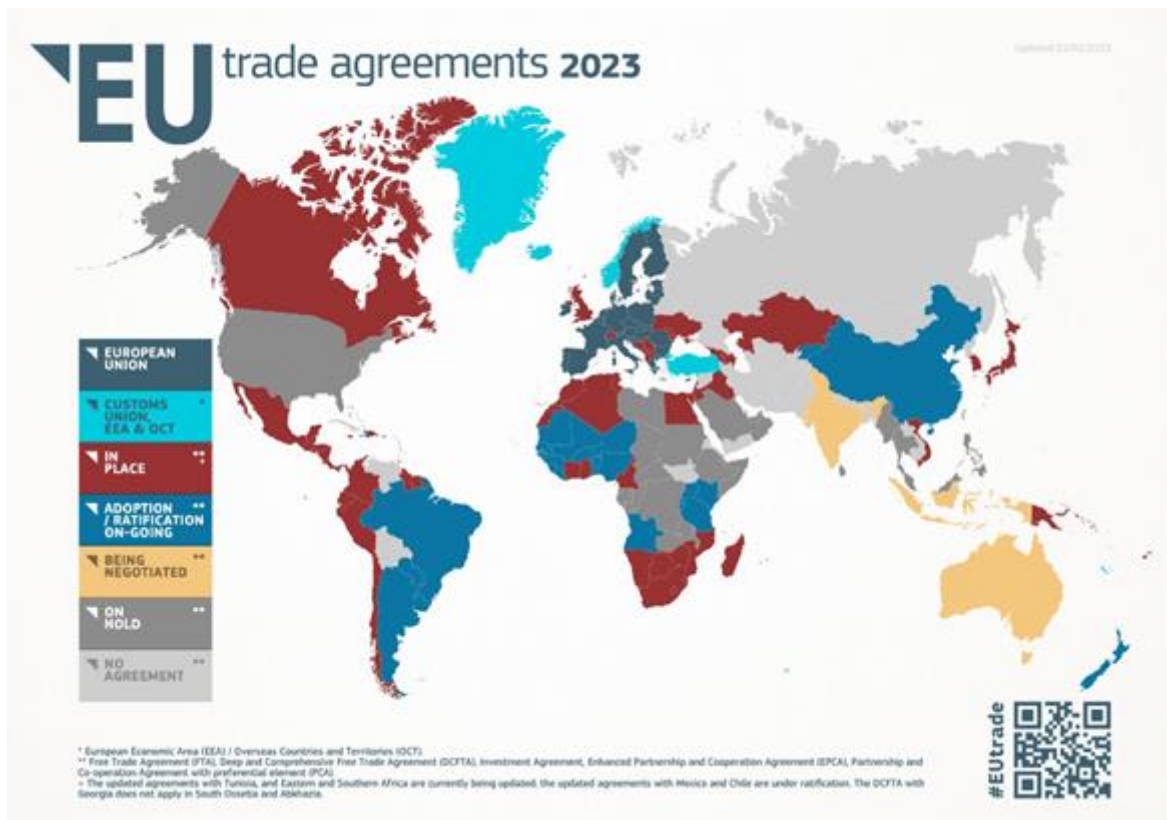 EU trade agreements 2023
EUROPEAN
UNION
CUSTOMS *
UNION,
EEA & OCT
IN **
PLACE +
ADOPTION **
/ RATIFICATION
ON-GOING
BEING **
NEGOTIATED
ON **
HOLD
NO **
AGREEMENT
#EUtrade
* European Economic Area (EEA) / Overseas Countries and Territories (OCT).
** Free Trade Agreement (FTA), Deep and Comprehensive Free Trade Agreement (DCFTA), Investment Agreement, Enhanced Partnership and Cooperation Agreement (EPCA), Partnership and
Co-operation Agreement with preferential element (PCA)
+ The updated agreements with Tunisia, and Eastern and Southern Africa are currently being updated, the updated agreements with Mexico and Chile are under ratification. The DCFTA with
Georgia does not apply in South Ossetia and Abkhazia.